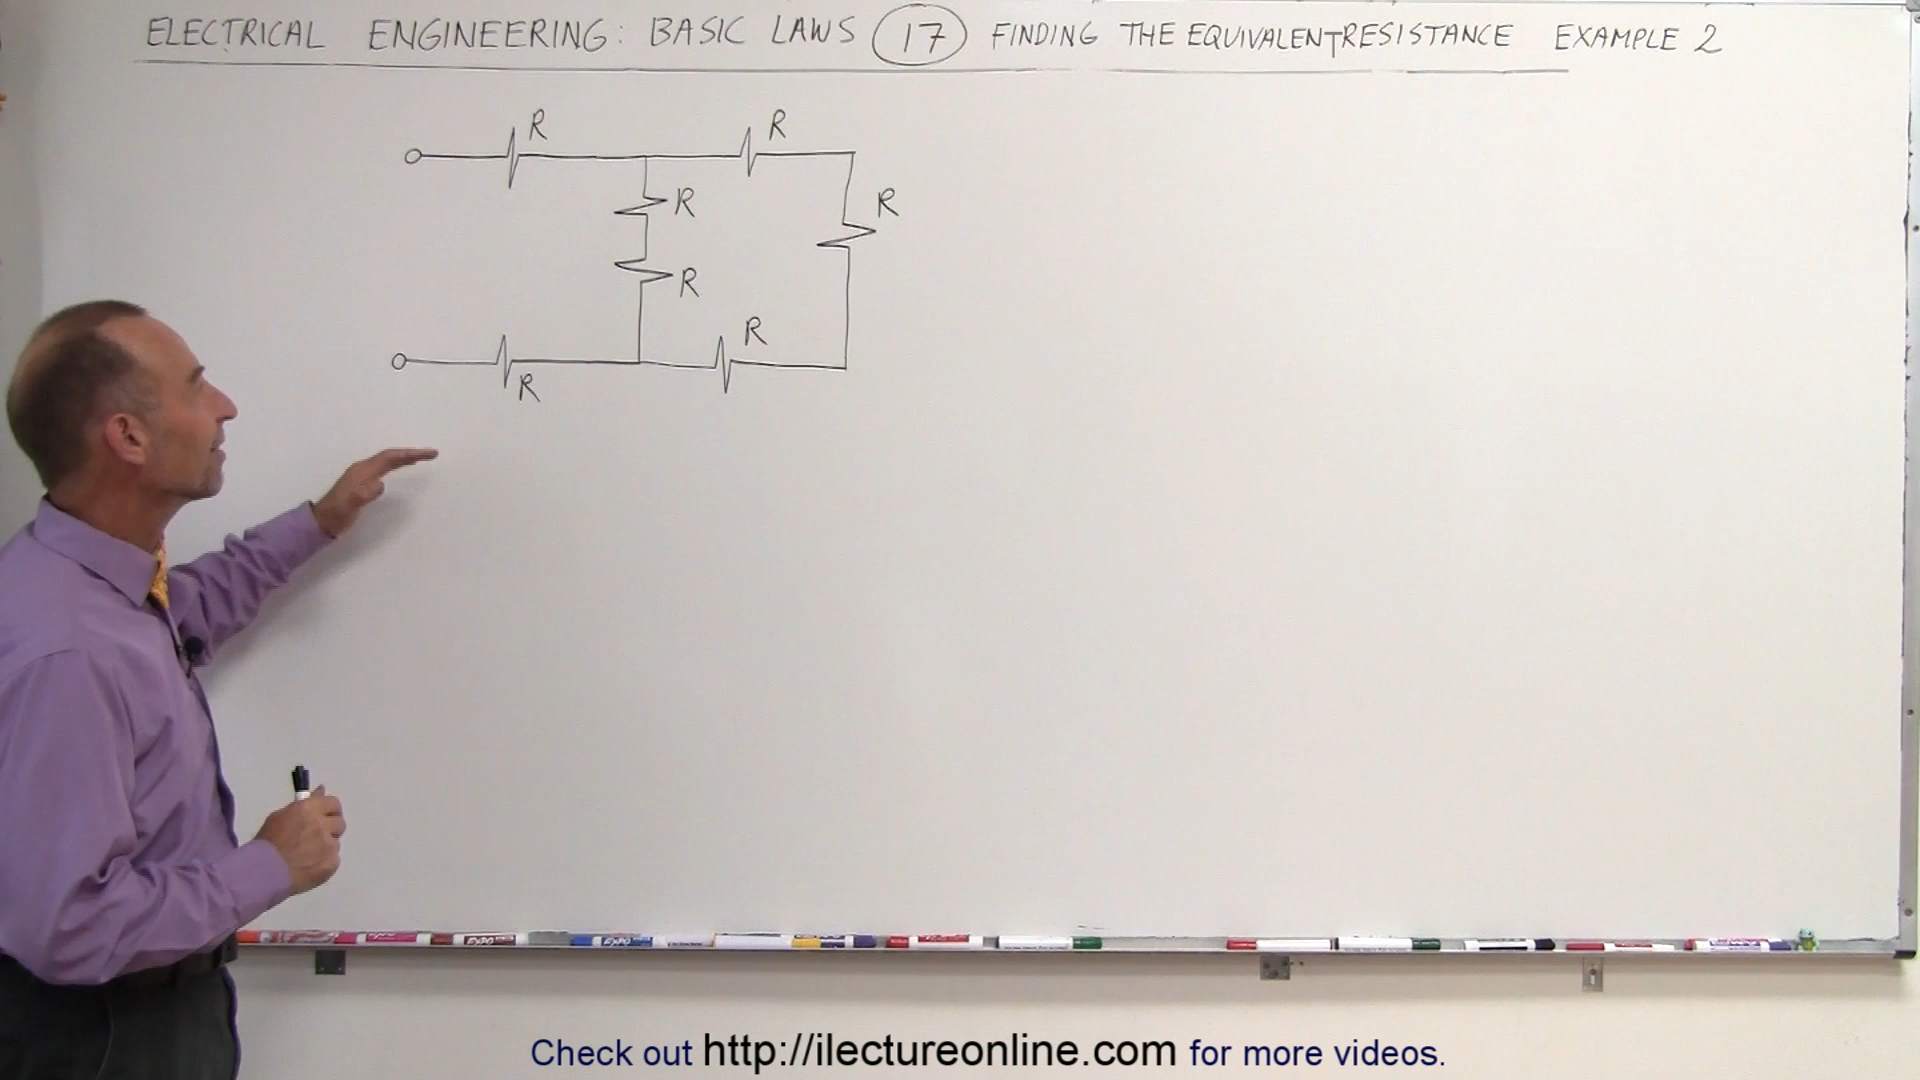 ELECTRICAL ENGINEERING: BASIC LAWS 17 FINDING THE EQUIVALENT RESISTANCE EXAMPLE 2
R R
R R
R
R
R
Check out http://ilectureonline.com for more videos.